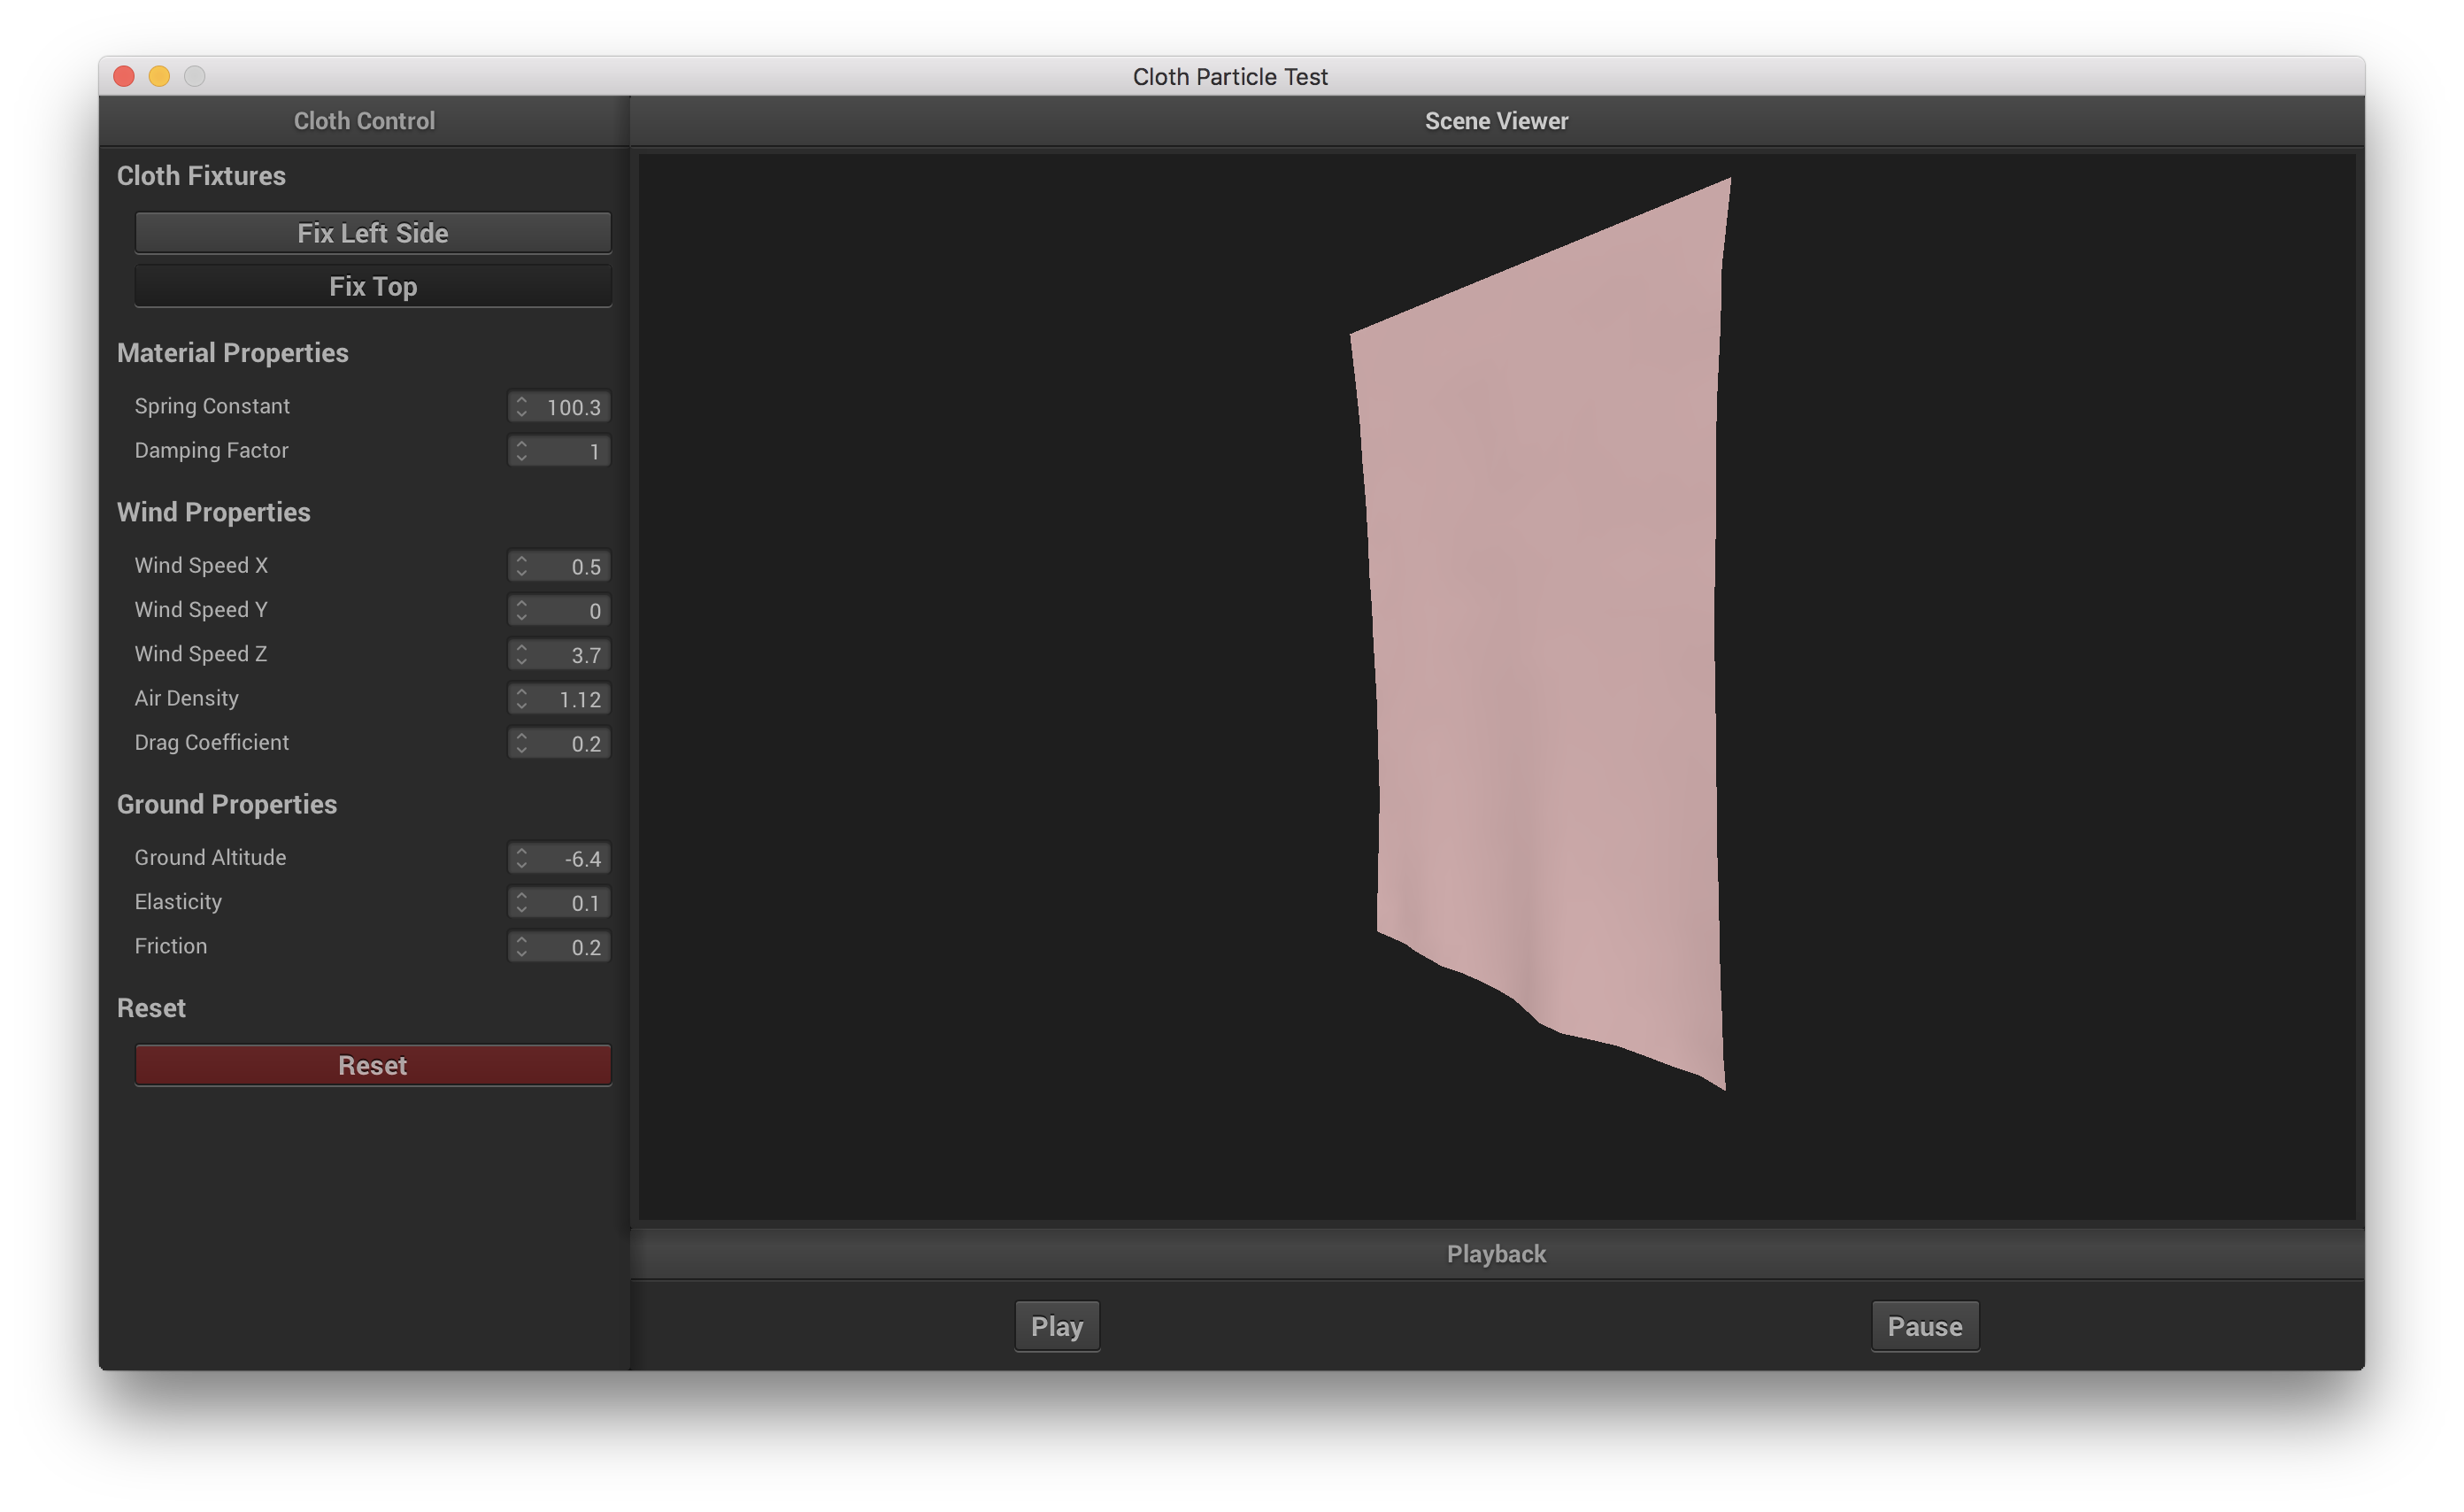 Cloth Particle Test
Cloth Control
Scene Viewer
Cloth Fixtures
Fix Left Side
Fix Top
Material Properties
Spring Constant 100.3
Damping Factor 1
Wind Properties
Wind Speed X 0.5
Wind Speed Y 0
Wind Speed Z 3.7
Air Density 1.12
Drag Coefficient 0.2
Ground Properties
Ground Altitude -6.4
Elasticity 0.1
Friction 0.2
Reset
Reset
Playback
Play
Pause